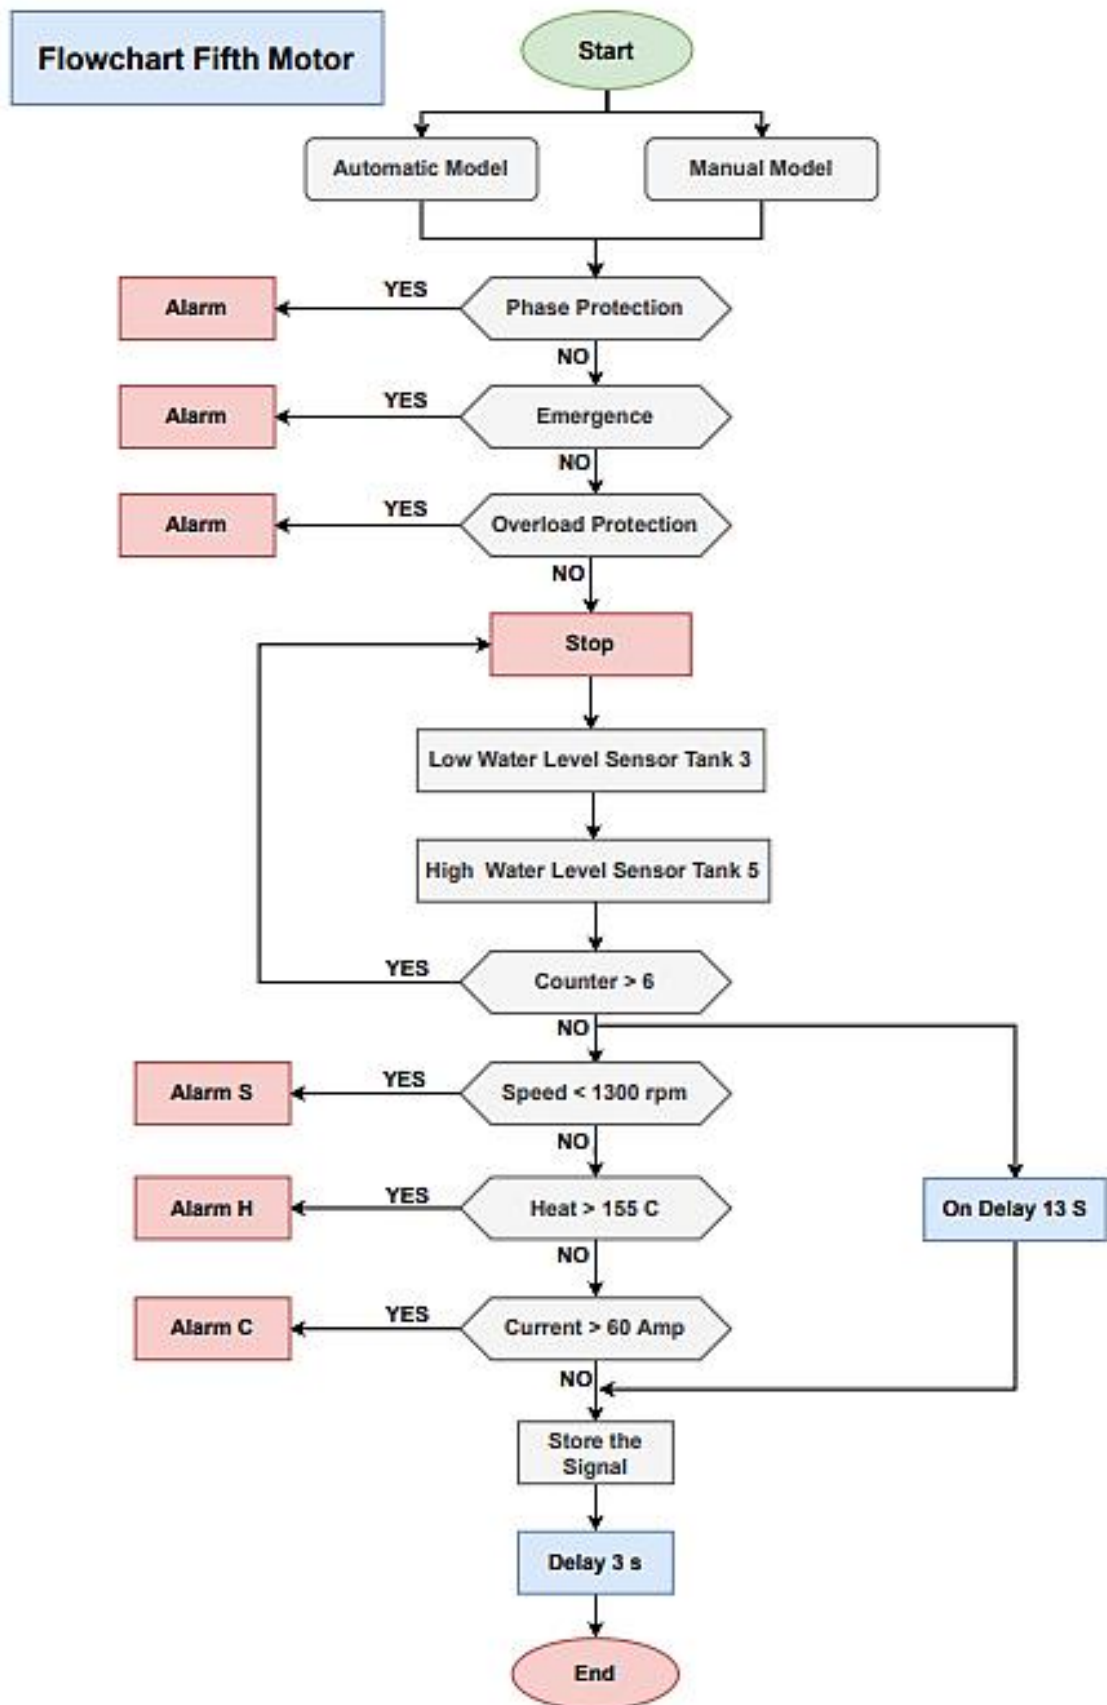 Flowchart Fifth Motor
Start
Automatic Model
Manual Model
YES
Alarm
Phase Protection
NO
YES
Alarm
Emergence
NO
YES
Alarm
Overload Protection
NO
Stop
Low Water Level Sensor Tank 3
High Water Level Sensor Tank 5
YES
Counter > 6
NO
YES
Alarm S
Speed < 1300 rpm
NO
YES
Alarm H
Heat > 155 C
On Delay 13 S
NO
YES
Alarm C
Current > 60 Amp
NO
Store the
Signal
Delay 3 s
End